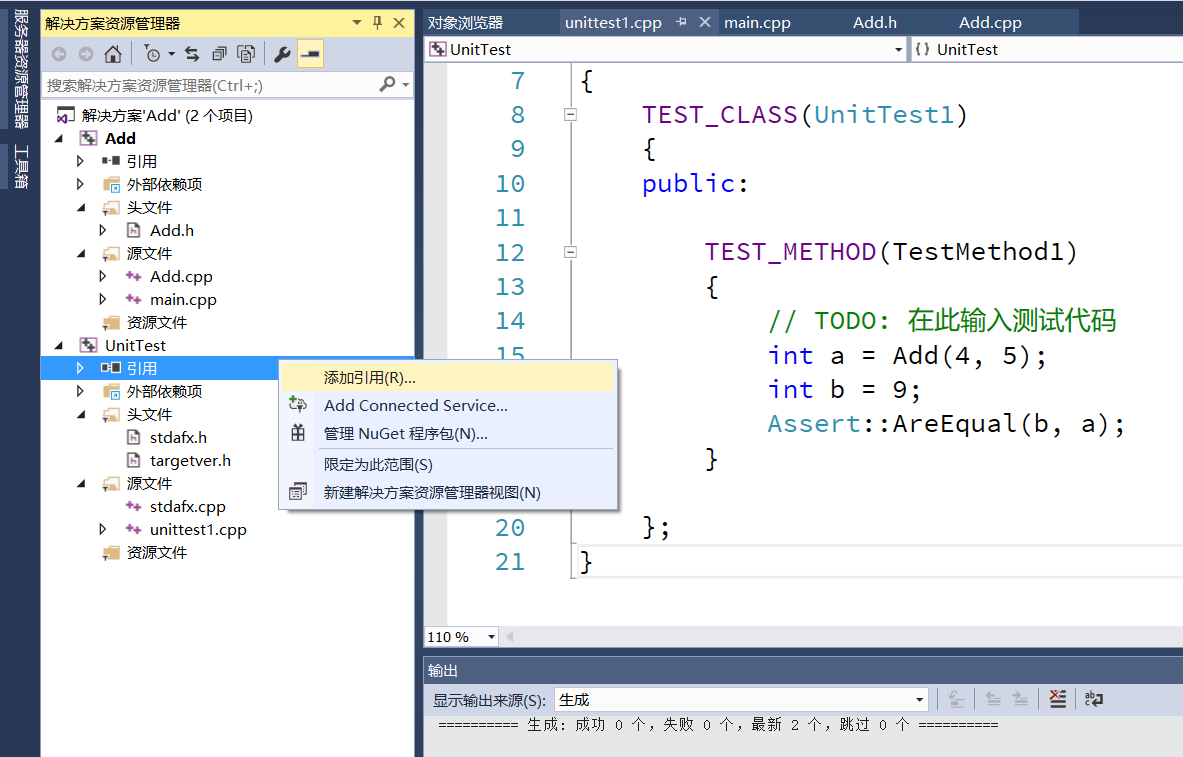 服务器资源管理器
工具箱
解决方案资源管理器
搜索解决方案资源管理器(Ctrl+;)
解决方案'Add' (2 个项目)
Add
引用
外部依赖项
头文件
Add.h
源文件
Add.cpp
main.cpp
资源文件
UnitTest
引用
外部依赖项
头文件
stdafx.h
targetver.h
源文件
stdafx.cpp
unittest1.cpp
资源文件
添加引用(R)...
Add Connected Service...
管理 NuGet 程序包(N)...
限定为此范围(S)
新建解决方案资源管理器视图(N)
对象浏览器 unittest1.cpp main.cpp Add.h Add.cpp
UnitTest {} UnitTest
7 {
8 TEST_CLASS(UnitTest1)
9 {
10 public:
11
12 TEST_METHOD(TestMethod1)
13 {
14 // TODO: 在此输入测试代码
15 int a = Add(4, 5);
int b = 9;
Assert::AreEqual(b, a);
}
20 };
21 }
110 %
输出
显示输出来源(S): 生成
========== 生成: 成功 0 个，失败 0 个，最新 2 个，跳过 0 个 ==========